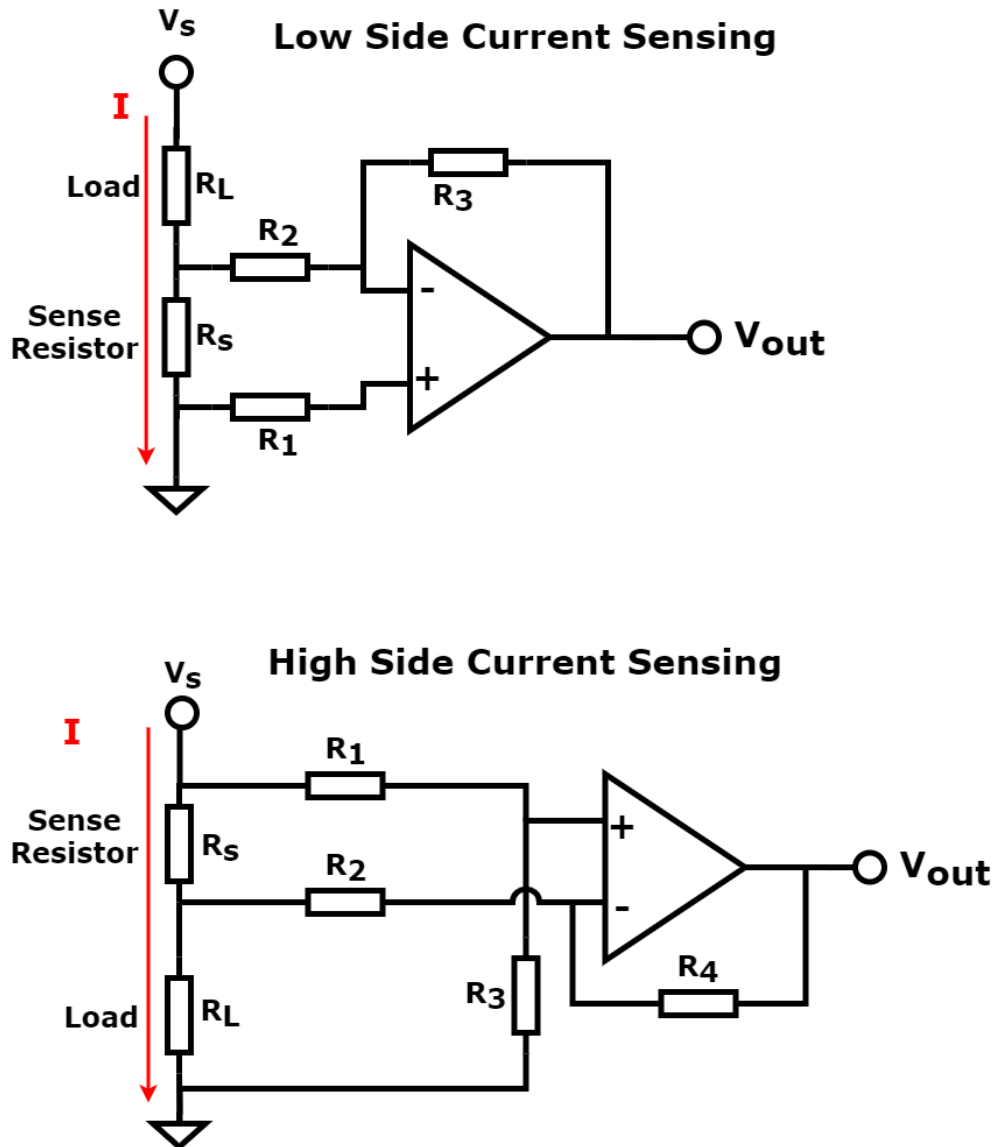 Vs
Low Side Current Sensing
I
Load
RL
R3
R2
-
Sense
Resistor
Rs
Vout
+
R1
High Side Current Sensing
Vs
I
R1
Sense
Resistor
Rs
+
R2
Vout
-
R4
R3
Load
RL